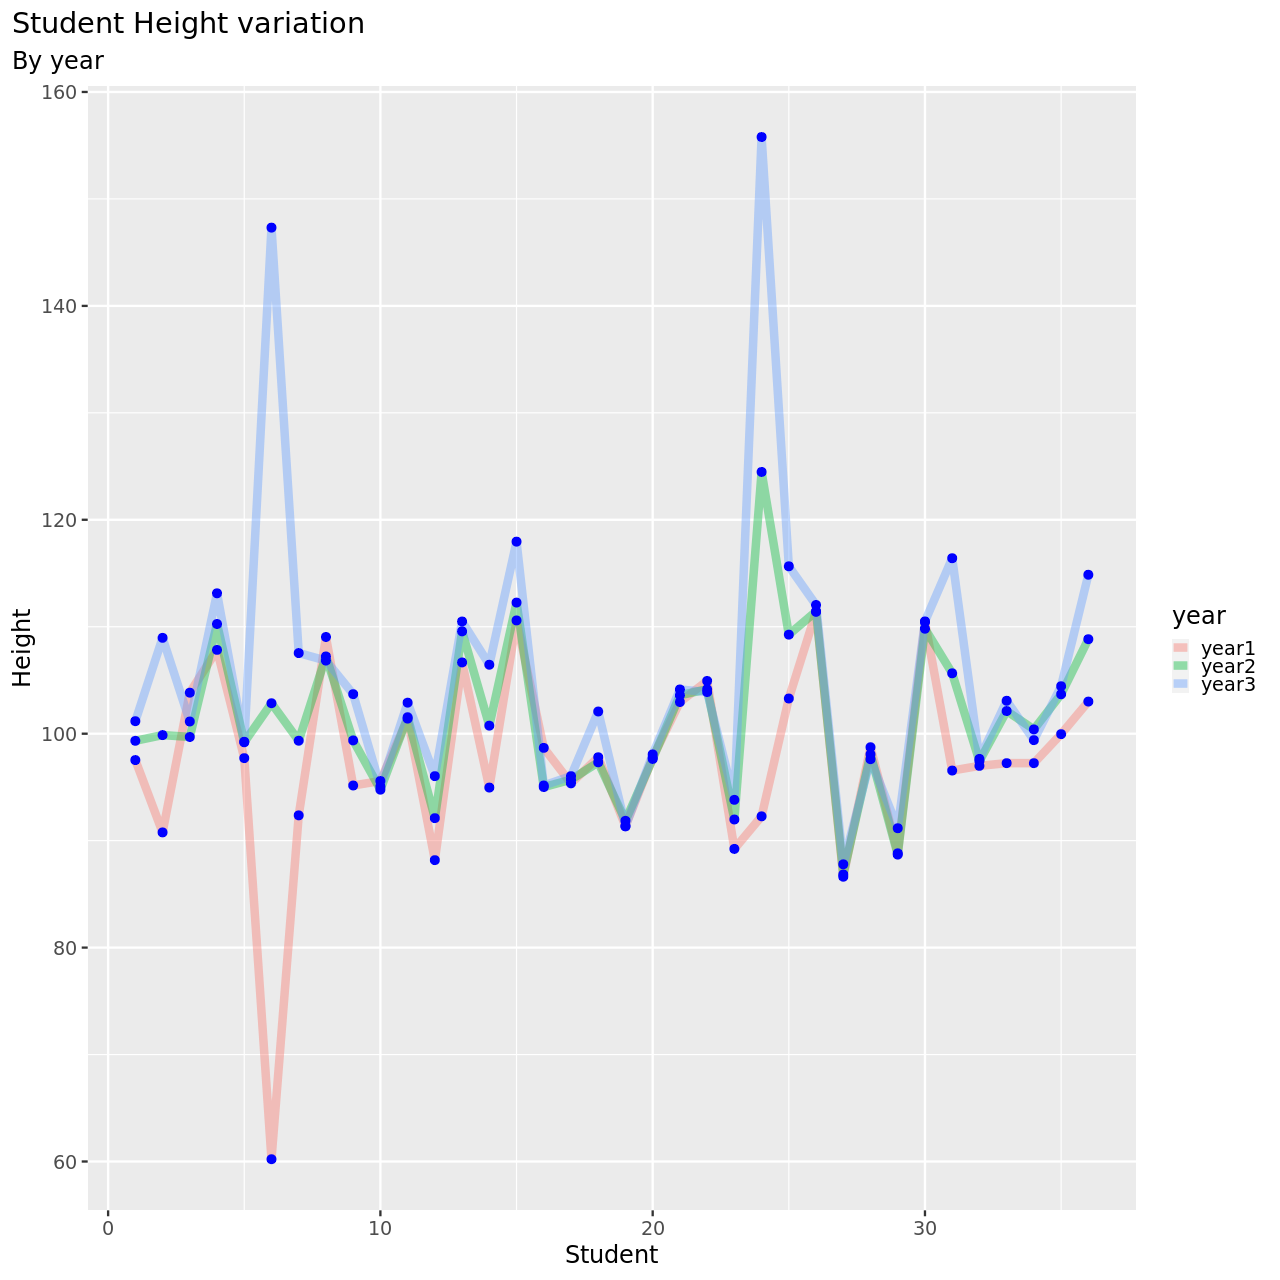 Student Height variation
By year
160
140
120
100
80
60
Height
0 10 20 30
Student
year
year1
year2
year3